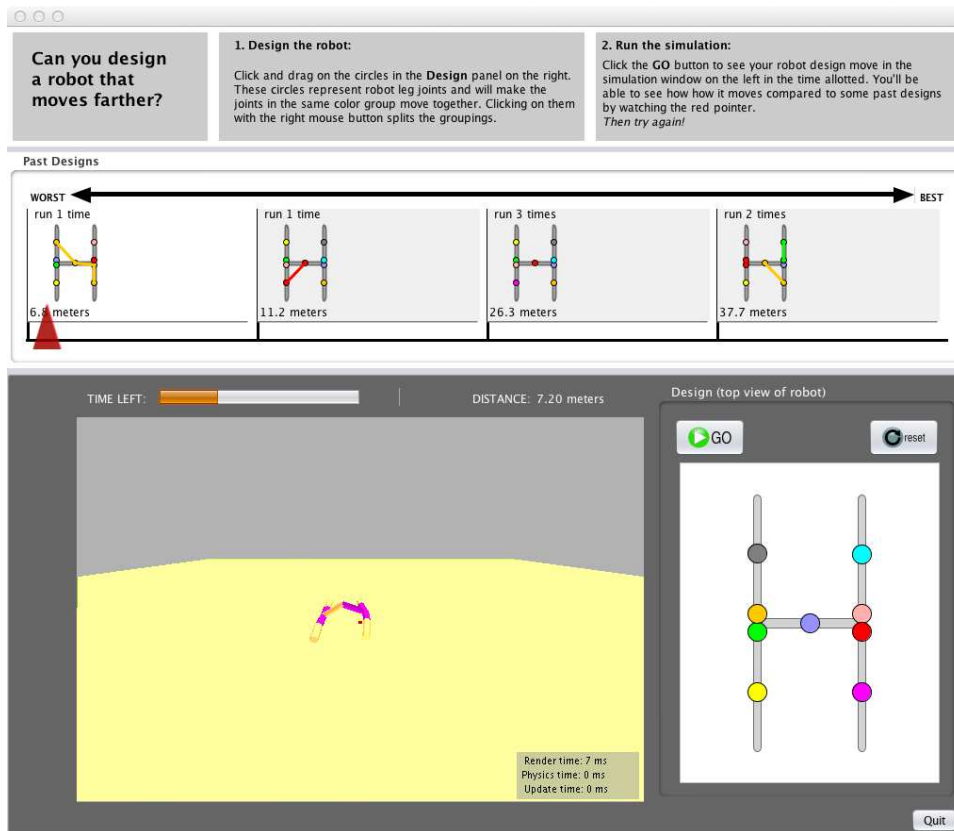 Can you design
a robot that
moves farther?
1. Design the robot:
Click and drag on the circles in the Design panel on the right.
These circles represent robot leg joints and will make the
joints in the same color group move together. Clicking on them
with the right mouse button splits the groupings.
2. Run the simulation:
Click the GO button to see your robot design move in the
simulation window on the left in the time allotted. You'll be
able to see how how it moves compared to some past designs
by watching the red pointer.
Then try again!
Past Designs
WORST
BEST
run 1 time
run 1 time
run 3 times
run 2 times
6.8 meters
11.2 meters
26.3 meters
37.7 meters
TIME LEFT:
DISTANCE: 7.20 meters
Design (top view of robot)
GO
reset
Render time: 7 ms
Physics time: 0 ms
Update time: 0 ms
Quit